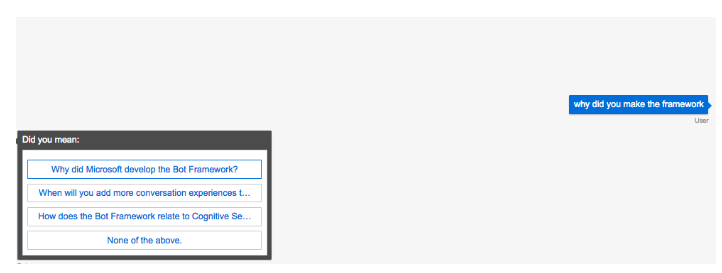 why did you make the framework
User
Did you mean:
Why did Microsoft develop the Bot Framework?
When will you add more conversation experiences t...
How does the Bot Framework relate to Cognitive Se...
None of the above.